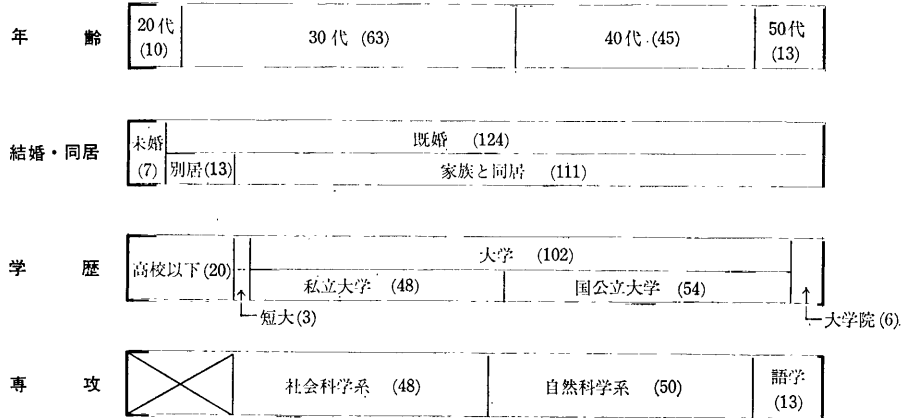 年齢
20代
(10)
30代 (63)
40代 (45)
50代
(13)
結婚・同居
未婚
(7)
既婚 (124)
別居(13)
家族と同居 (111)
学歴
高校以下(20)
大学 (102)
私立大学 (48)
国公立大学 (54)
短大(3)
大学院(6)
専攻
社会科学系 (48)
自然科学系 (50)
語学
(13)